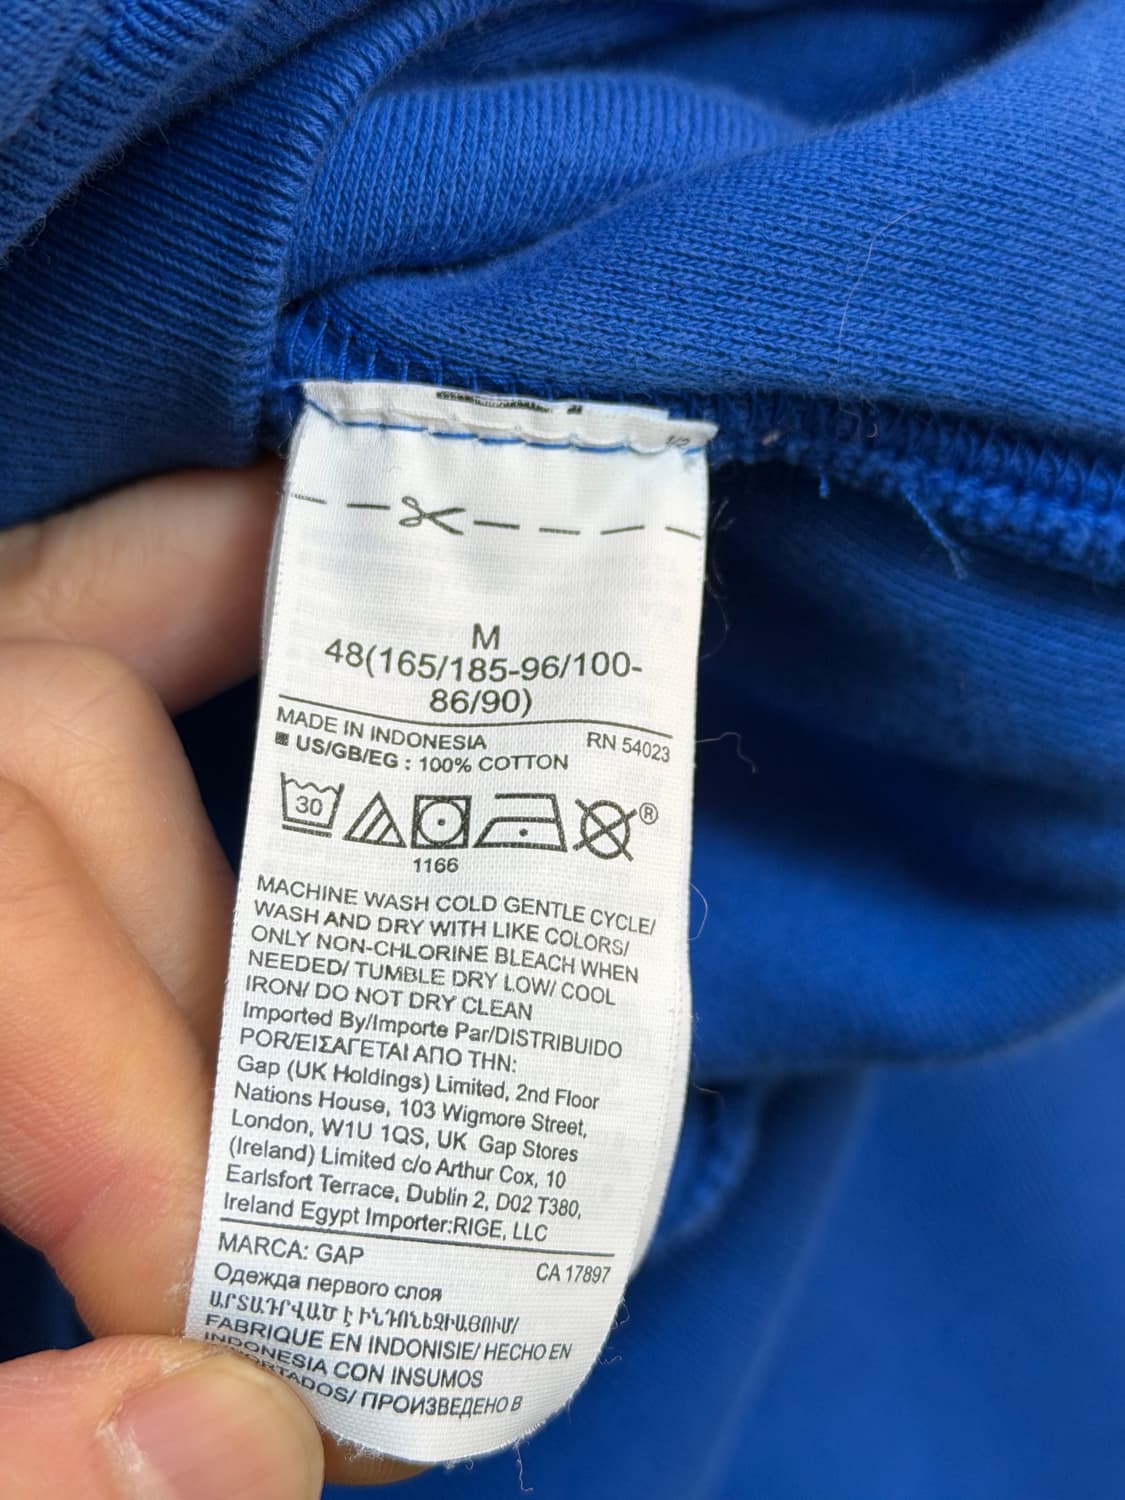 1/2
M
48(165/185-96/100-
86/90)
MADE IN INDONESIA
RN 54023
US/GB/EG : 100% COTTON
30
®
1166
MACHINE WASH COLD GENTLE CYCLE/
WASH AND DRY WITH LIKE COLORS/
ONLY NON-CHLORINE BLEACH WHEN
NEEDED/ TUMBLE DRY LOW/ COOL
IRON/ DO NOT DRY CLEAN
Imported By/Importe Par/DISTRIBUIDO
POR/ΕΙΣΑΓΕΤΑΙ ΑΠΟ ΤΗΝ:
Gap (UK Holdings) Limited, 2nd Floor
Nations House, 103 Wigmore Street,
London, W1U 1QS, UK Gap Stores
(Ireland) Limited c/o Arthur Cox, 10
Earlsfort Terrace, Dublin 2, D02 T380,
Ireland Egypt Importer:RIGE, LLC
MARCA: GAP
CA 17897
Одежда первого слоя
ԱՐՏԱԴՐՎԱԾ Է ԻՆԴՈՆԵԶԻԱՅՈՒՄ/
FABRIQUE EN INDONISIE/ HECHO EN
INDONESIA CON INSUMOS
ПРОИЗВЕДЕНО В